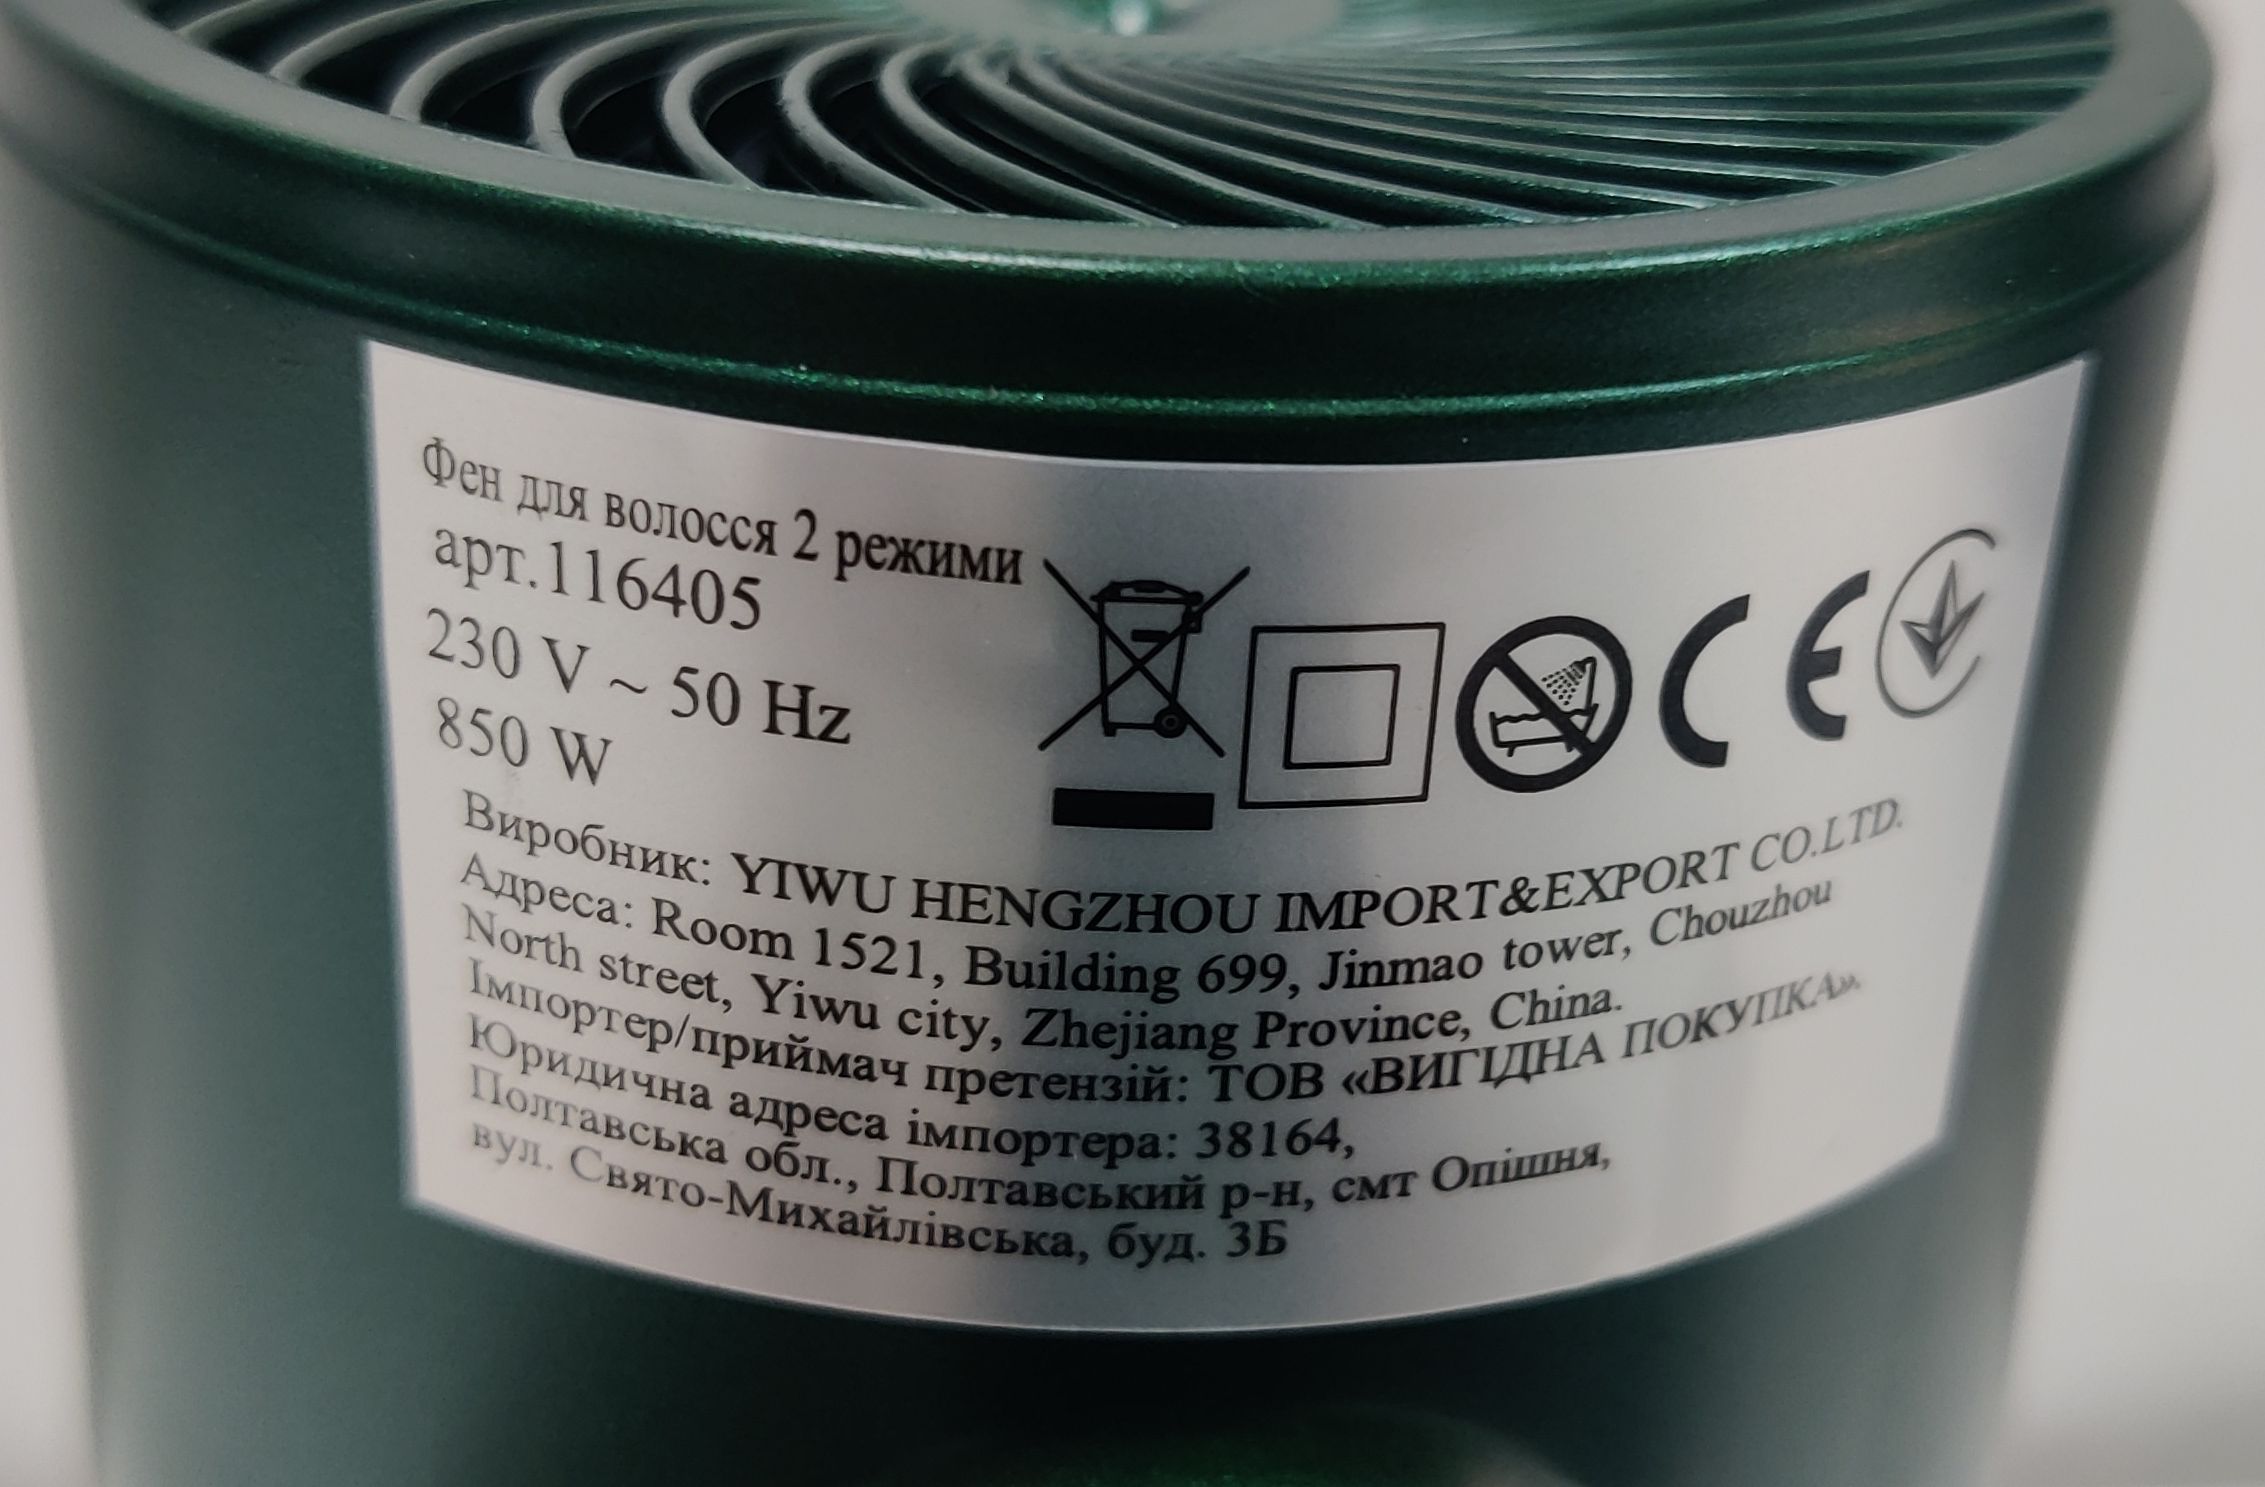 Фен для волосся 2 режими
арт.116405
230 V ~ 50 Hz
850 W
CE
Виробник: YIWU HENGZHOU IMPORT&EXPORT CO.LTD.
Адреса: Room 1521, Building 699, Jinmao tower, Chouzhou
North street, Yiwu city, Zhejiang Province, China.
Імпортер/приймач претензій: ТОВ «ВИГІДНА ПОКУПКА».
Юридична адреса імпортера: 38164,
Полтавська обл., Полтавський р-н, смт Опішня,
вул. Свято-Михайлівська, буд. 3Б